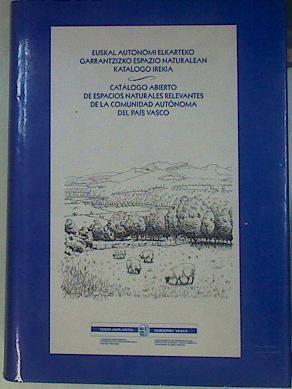 EUSKAL AUTONOMI ELKARTEKO
GARRANTZIZKO ESPAZIO NATURALEAN
KATALOGO IREKIA
CATÁLOGO ABIERTO
DE ESPACIOS NATURALES RELEVANTES
DE LA COMUNIDAD AUTÓNOMA
DEL PAÍS VASCO
EUSKO JAURLARITZA
GOBIERNO VASCO